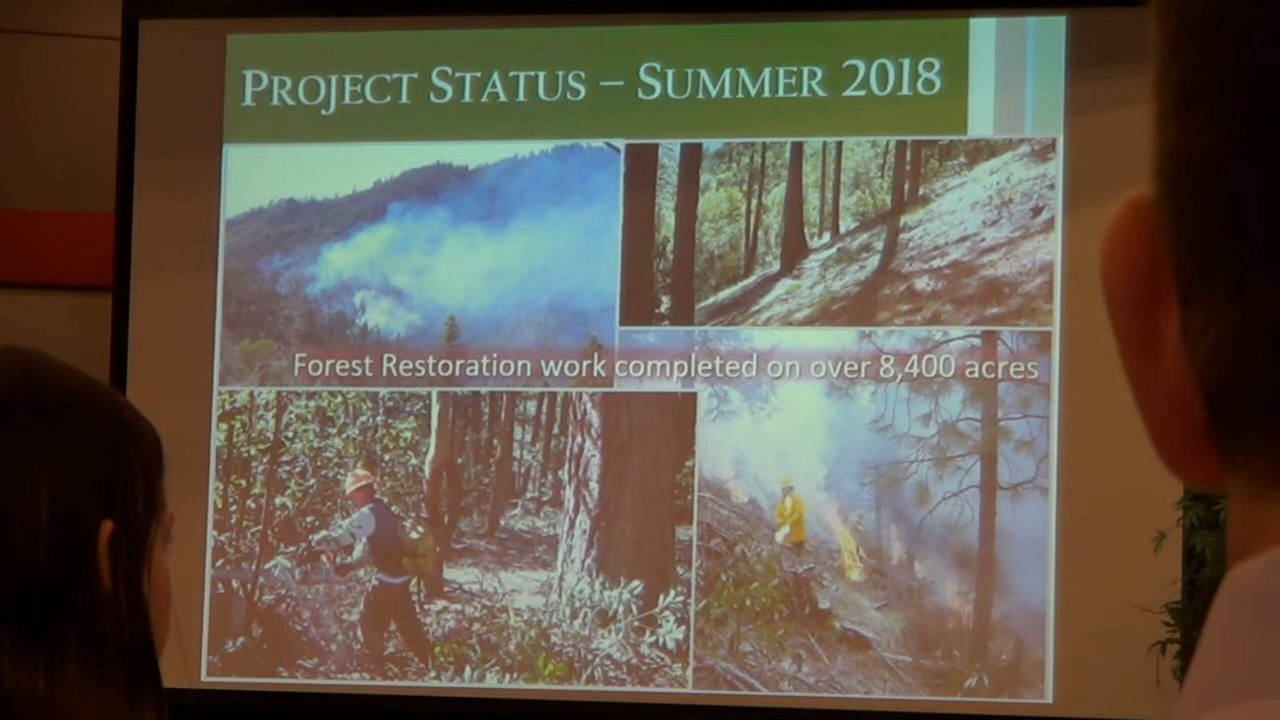 PROJECT STATUS – SUMMER 2018
Forest Restoration work completed on over 8,400 acres